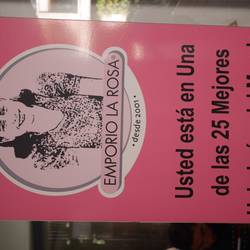 EMPORIO LA ROSA®
• desde 2001 •
Usted está en Una
de las 25 Mejores